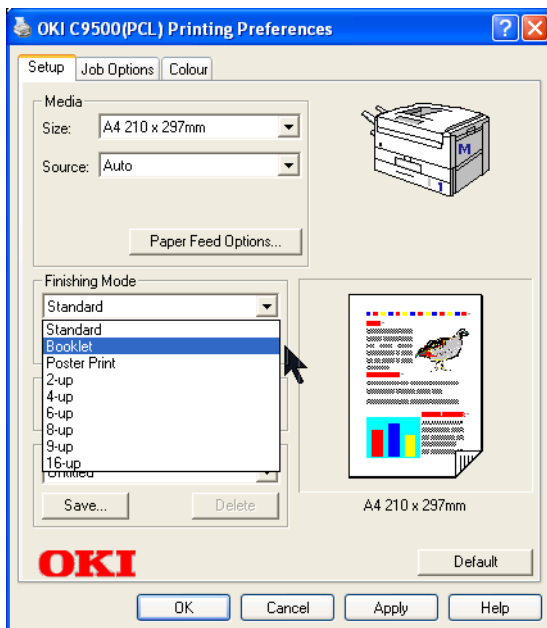 OKI C9500(PCL) Printing Preferences
Setup Job Options Colour
Media
Size: A4 210 x 297mm
Source: Auto
M
1
Paper Feed Options...
Finishing Mode
Standard
Standard
Booklet
Poster Print
2-up
4-up
6-up
8-up
9-up
16-up
Untitled
Save... Delete
A4 210 x 297mm
OKI
Default
OK Cancel Apply Help